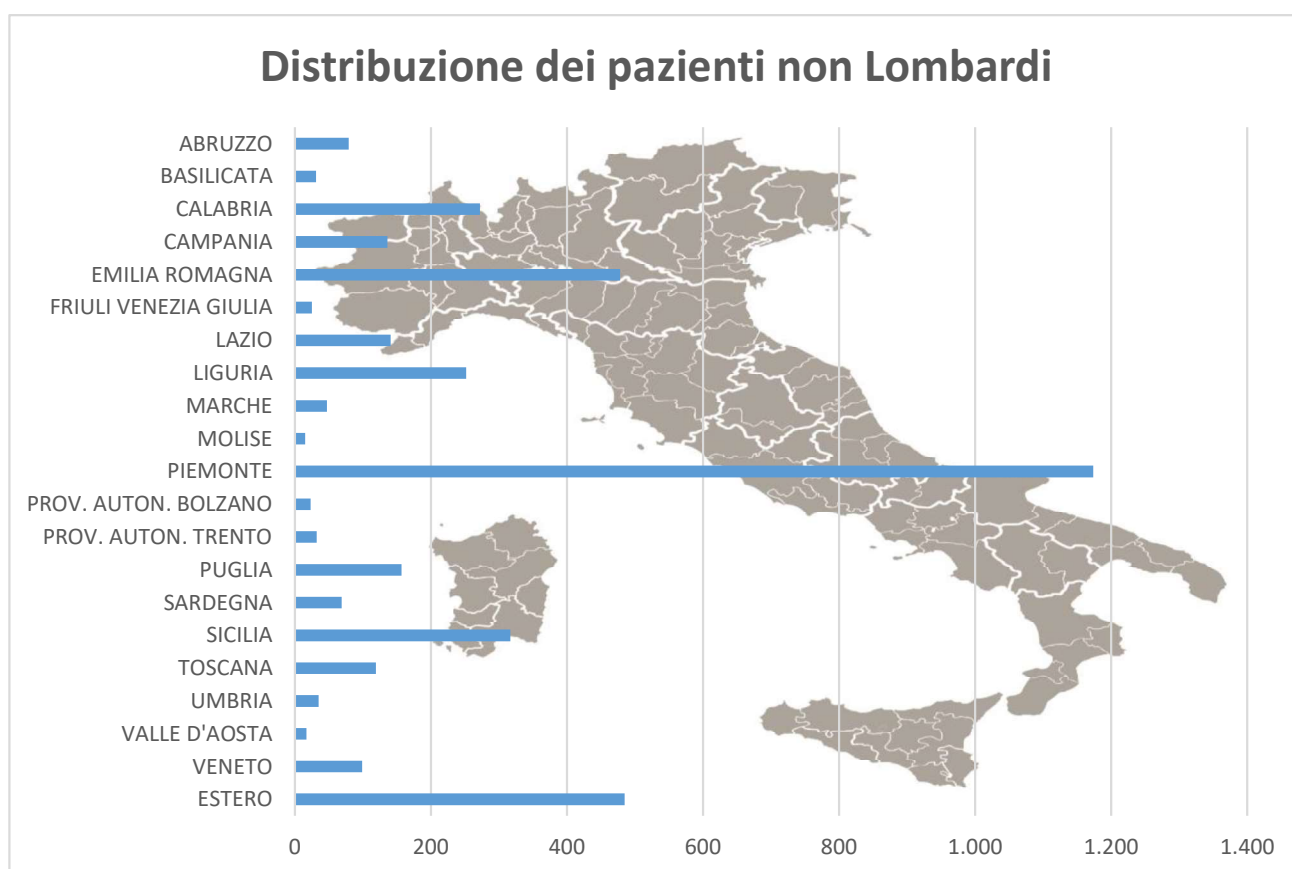 Distribuzione dei pazienti non Lombardi
ABRUZZO
BASILICATA
CALABRIA
CAMPANIA
EMILIA ROMAGNA
FRIULI VENEZIA GIULIA
LAZIO
LIGURIA
MARCHE
MOLISE
PIEMONTE
PROV. AUTON. BOLZANO
PROV. AUTON. TRENTO
PUGLIA
SARDEGNA
SICILIA
TOSCANA
UMBRIA
VALLE D'AOSTA
VENETO
ESTERO
0 200 400 600 800 1.000 1.200 1.400